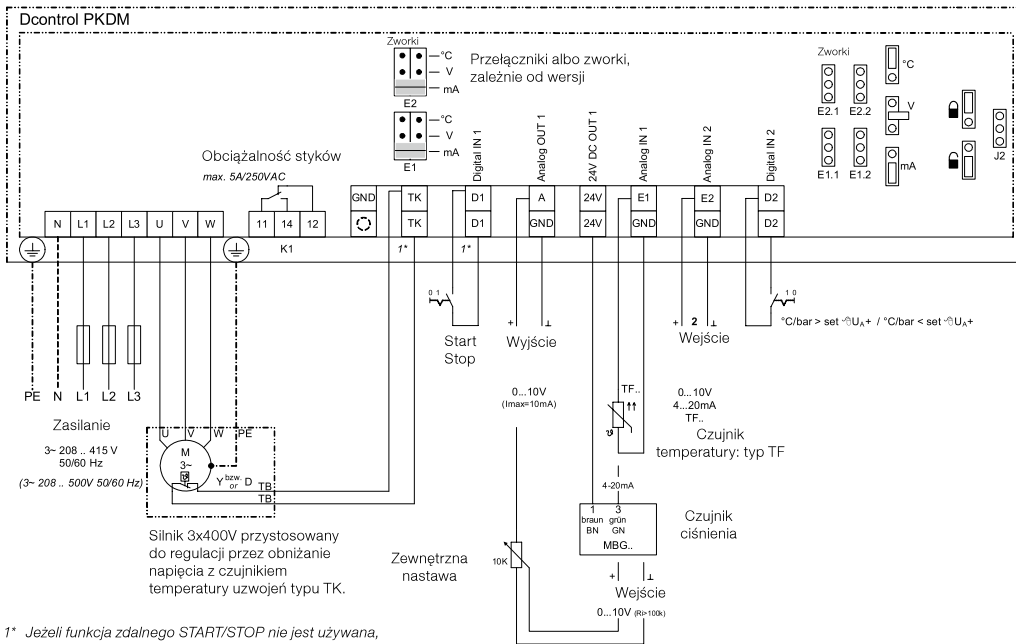 Dcontrol PKDM
Zworki
°C
V
mA
E2
°C
V
mA
E1
Przełączniki albo zworki,
zależnie od wersji
Zworki
E2.1 E2.2
E1.1 E1.2
°C
V
mA
J2
Obciążalność styków
max. 5A/250VAC
Digital IN 1
Analog OUT 1
24V DC OUT 1
Analog IN 1
Analog IN 2
Digital IN 2
GND TK D1 A 24V E1 E2 D2
N L1 L2 L3 U V W
11 14 12
TK D1 GND 24V GND GND D2
K1
1* 1*
0 1
1 0
Start
Stop
+ ⊥
Wyjście
+ 2 ⊥
Wejście
°C/bar > set UA+ / °C/bar < set UA+
PE N L1 L2 L3
Zasilanie
3~ 208 .. 415 V
50/60 Hz
(3~ 208 .. 500V 50/60 Hz)
U V W PE
M
3~
ϑ
Y bzw. or D
TB
TB
0...10V
(Imax=10mA)
TF..
ϑ
0...10V
4...20mA
TF..
Czujnik
temperatury: typ TF
4-20mA
1 3
braun grün
BN GN
MBG..
Czujnik
ciśnienia
Silnik 3x400V przystosowany
do regulacji przez obniżanie
napięcia z czujnikiem
temperatury uzwojeń typu TK.
Zewnętrzna
nastawa
10K
+ ⊥
Wejście
0...10V (Ri>100k)
1* Jeżeli funkcja zdalnego START/STOP nie jest używana,